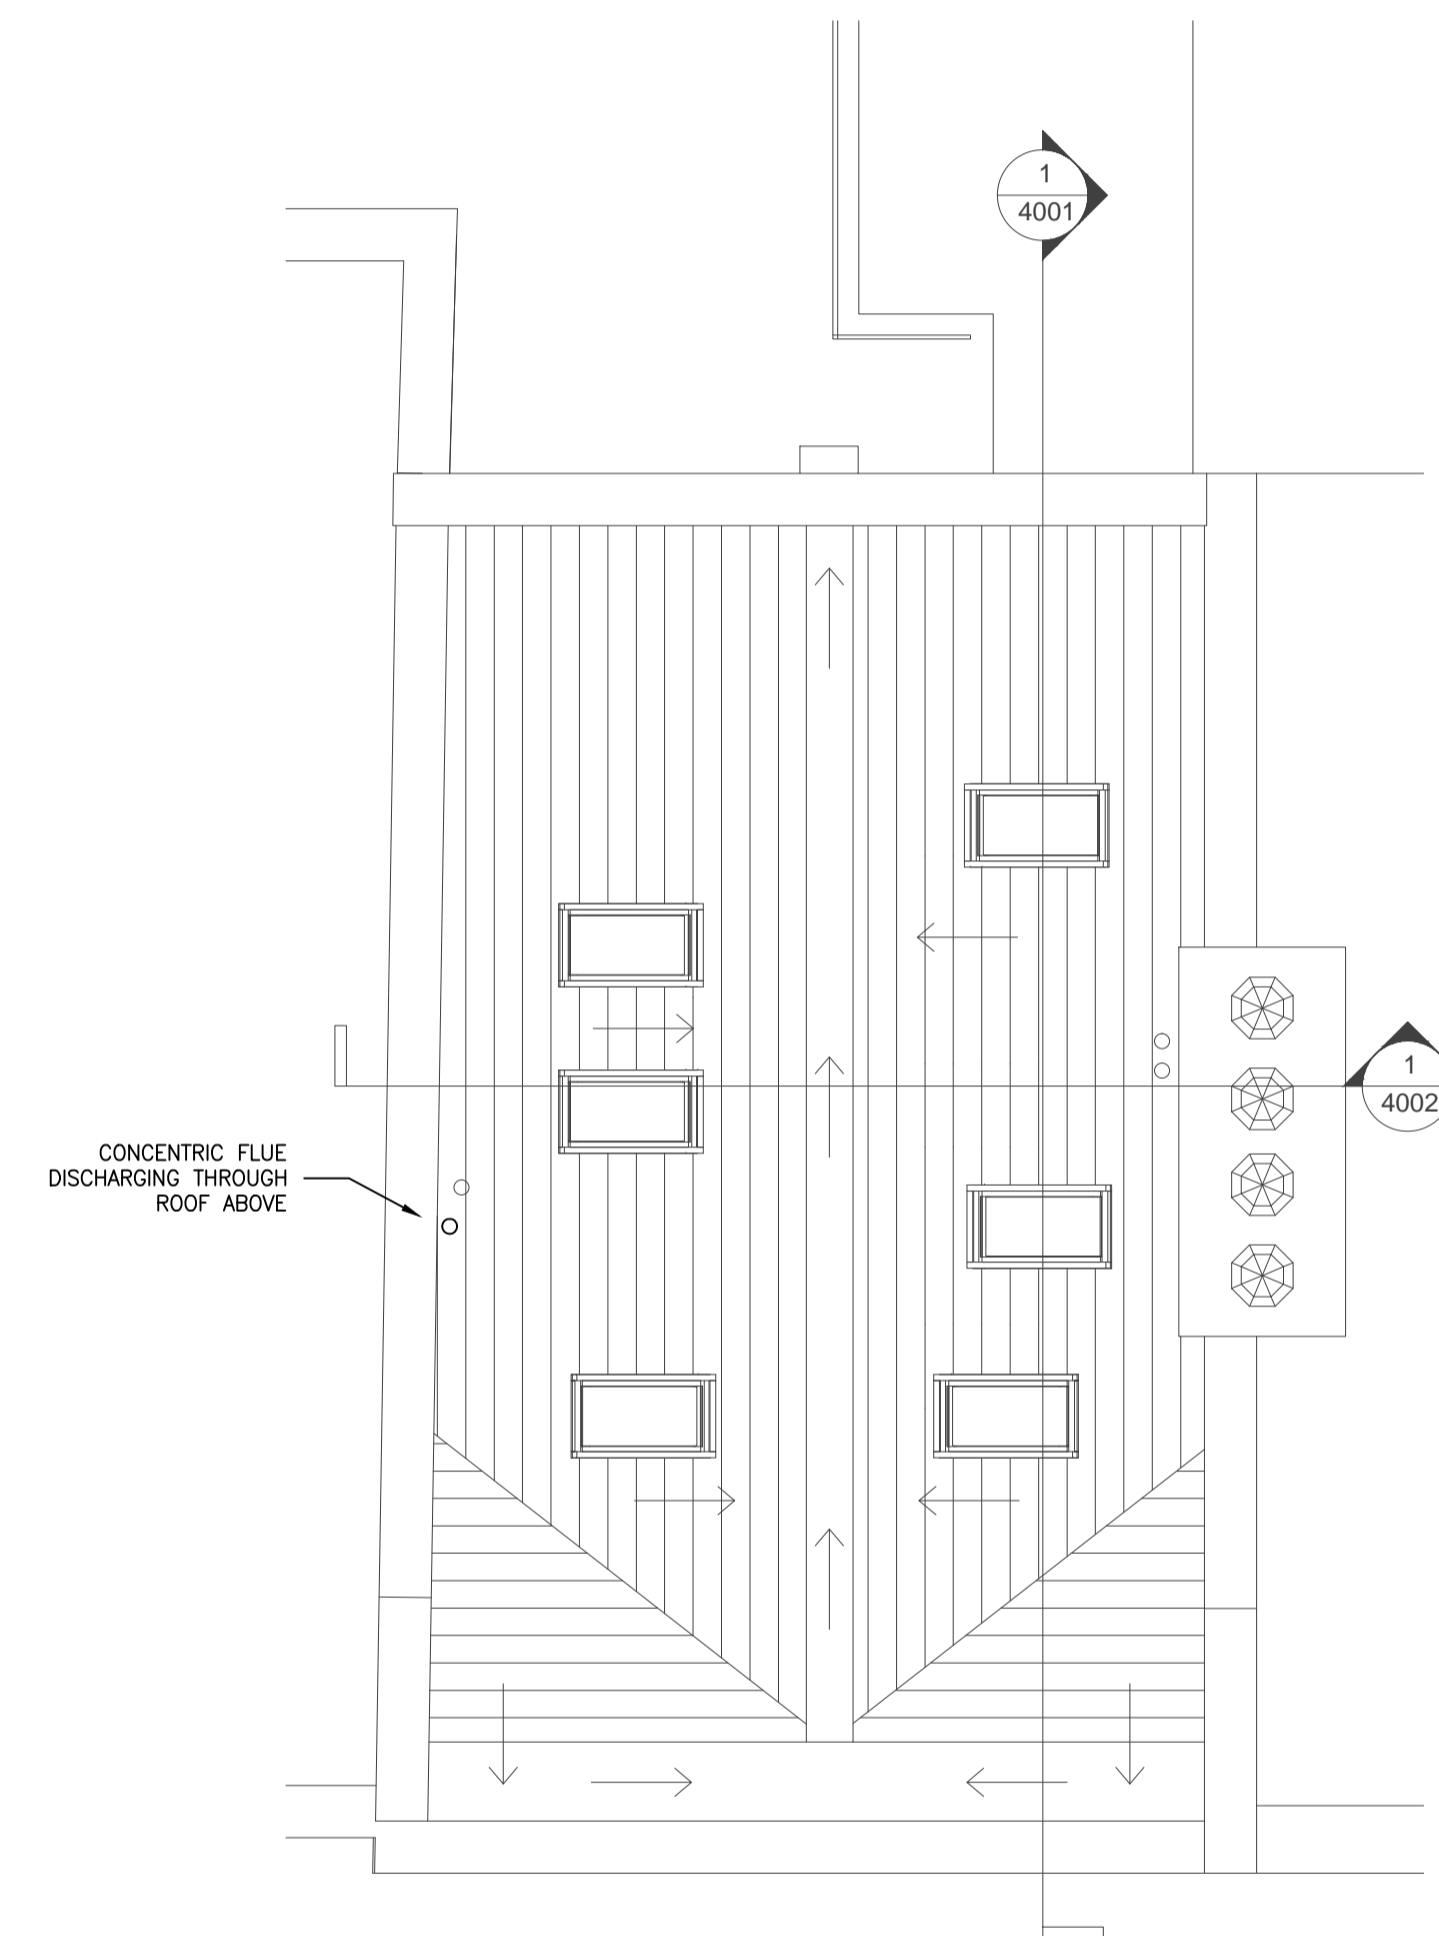 1
4001
1
4002
CONCENTRIC FLUE
DISCHARGING THROUGH
ROOF ABOVE